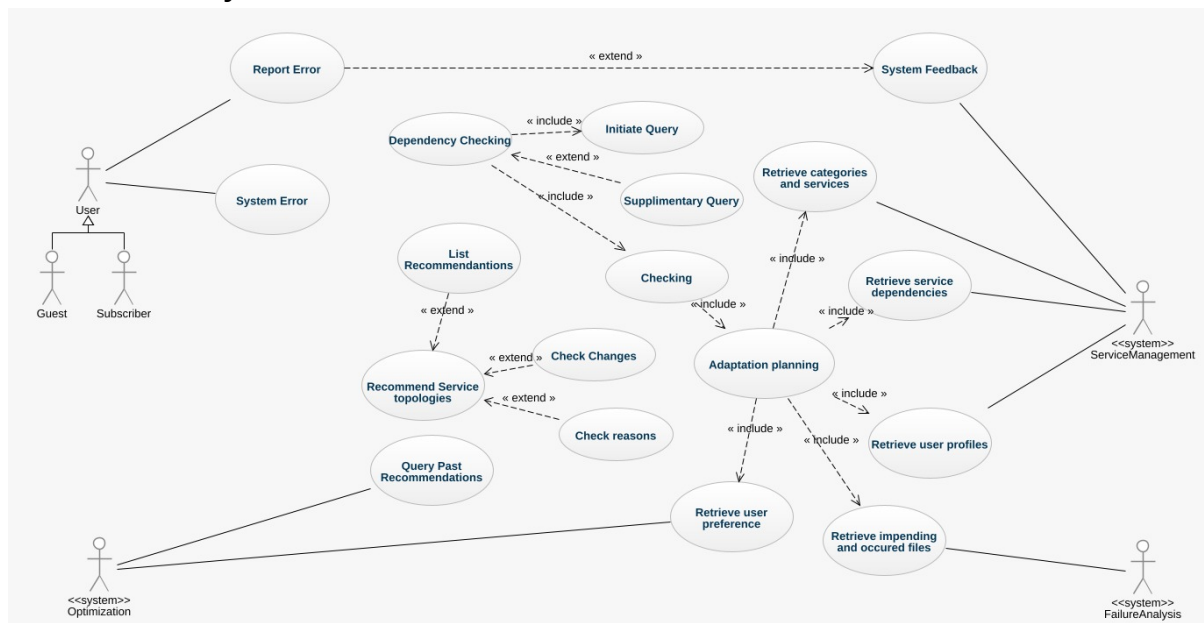 Report Error
« extend »
System Feedback
« include »
Dependency Checking
Initiate Query
« extend »
Retrieve categories
and services
« include »
Supplimentary Query
System Error
User
List
Recommendantions
« include »
Checking
Retrieve service
dependencies
Guest
Subscriber
« extend »
« include »
« include »
<<system>>
ServiceManagement
« extend »
Check Changes
Adaptation planning
Recommend Service
topologies
« extend »
« include »
Check reasons
« include »
« include »
Retrieve user profiles
Query Past
Recommendations
Retrieve user
preference
Retrieve impending
and occured files
<<system>>
Optimization
<<system>>
FailureAnalysis